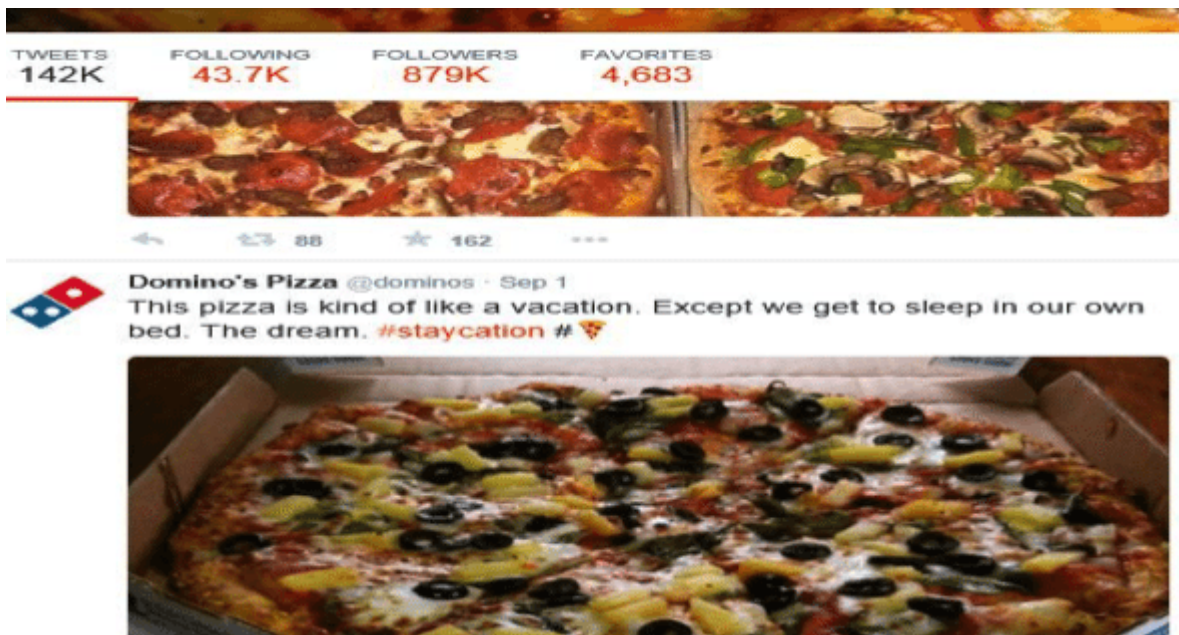 TWEETS FOLLOWING FOLLOWERS FAVORITES
142K 43.7K 879K 4,683
88 162
Domino's Pizza @dominos · Sep 1
This pizza is kind of like a vacation. Except we get to sleep in our own
bed. The dream. #staycation #🍕